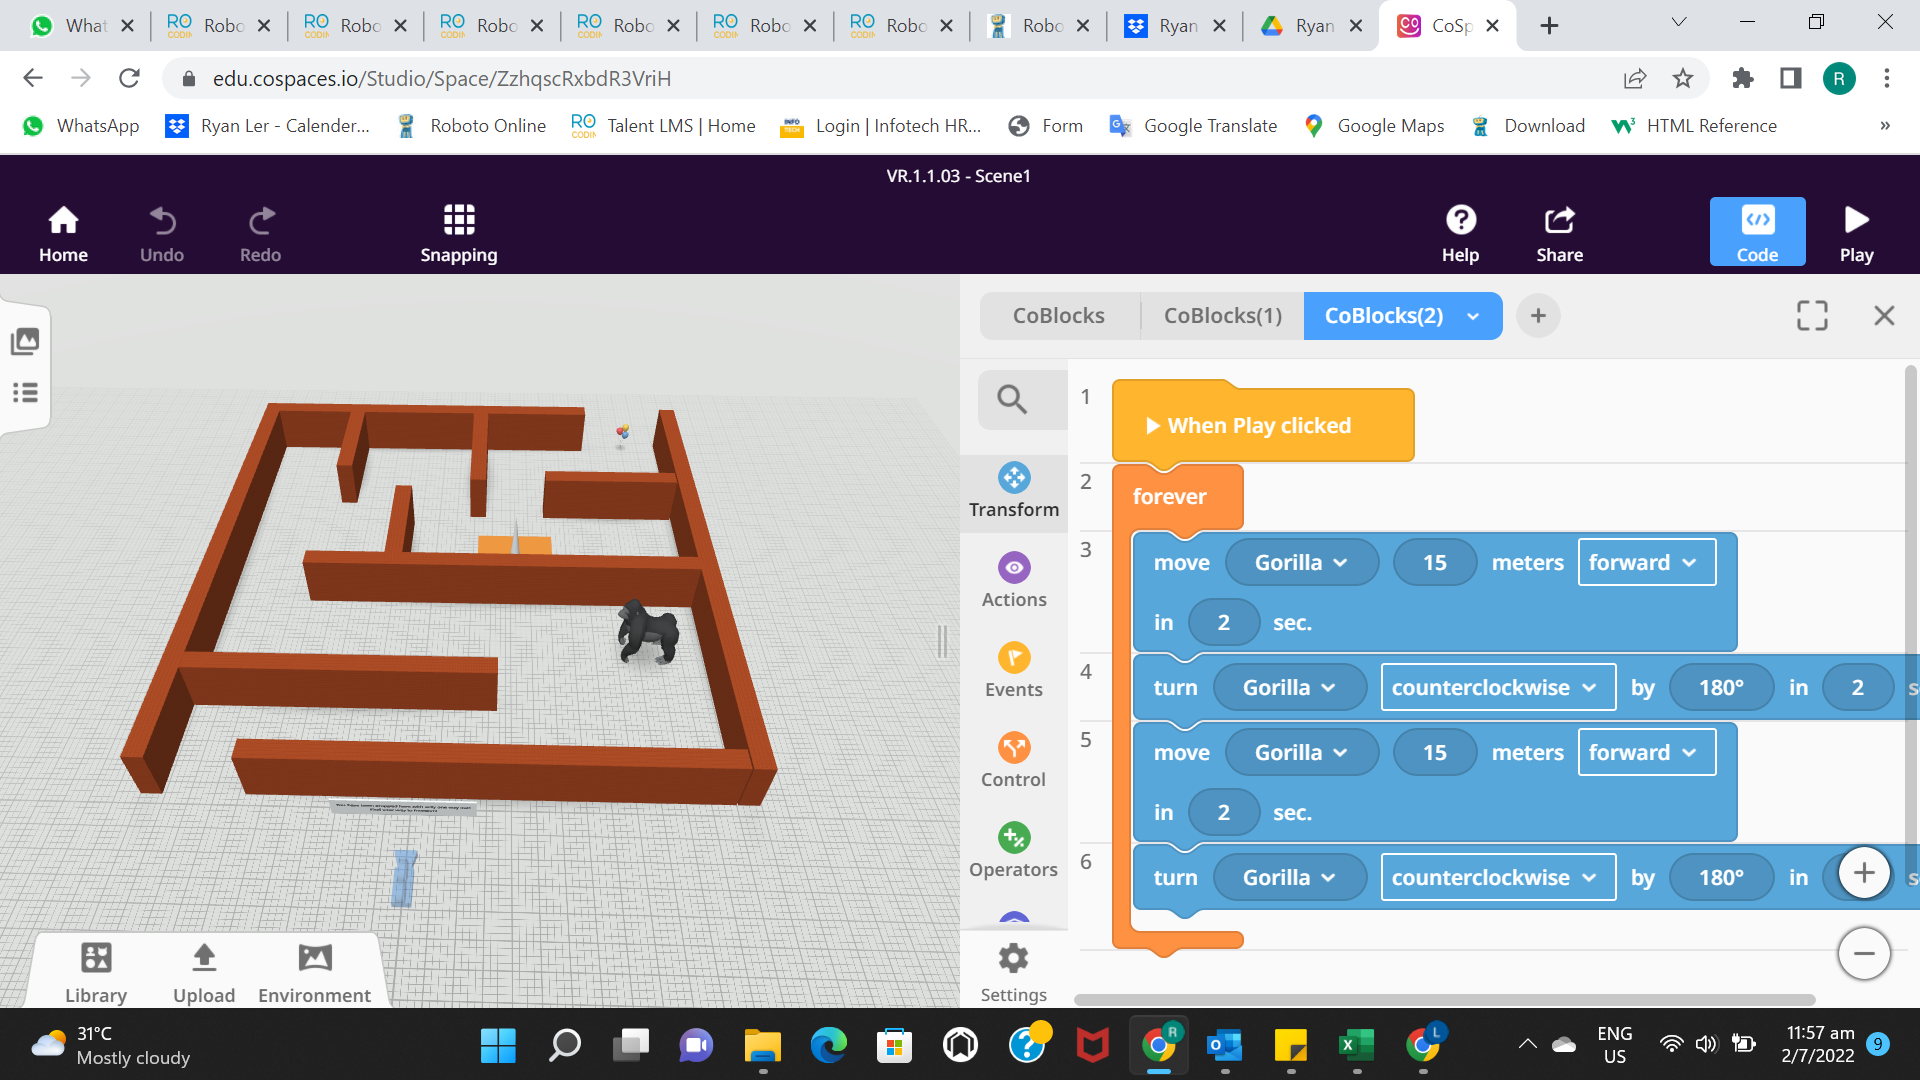 What
Robo
Robo
Robo
Robo
Robo
Robo
Robo
Ryan
Ryan
CoSp
edu.cospaces.io/Studio/Space/ZzhqscRxbdR3VriH
WhatsApp
Ryan Ler - Calender...
Roboto Online
Talent LMS | Home
Login | Infotech HR...
Form
Google Translate
Google Maps
Download
HTML Reference
»
VR.1.1.03 - Scene1
Home
Undo
Redo
Snapping
Help
Share
Code
Play
CoBlocks
CoBlocks(1)
CoBlocks(2)
Transform
Actions
Events
Control
Operators
Settings
1 When Play clicked
2 forever
3 move Gorilla 15 meters forward
in 2 sec.
4 turn Gorilla counterclockwise by 180° in 2 s
5 move Gorilla 15 meters forward
in 2 sec.
6 turn Gorilla counterclockwise by 180° in
Library
Upload
Environment
31°C
Mostly cloudy
ENG
US
11:57 am
2/7/2022
9